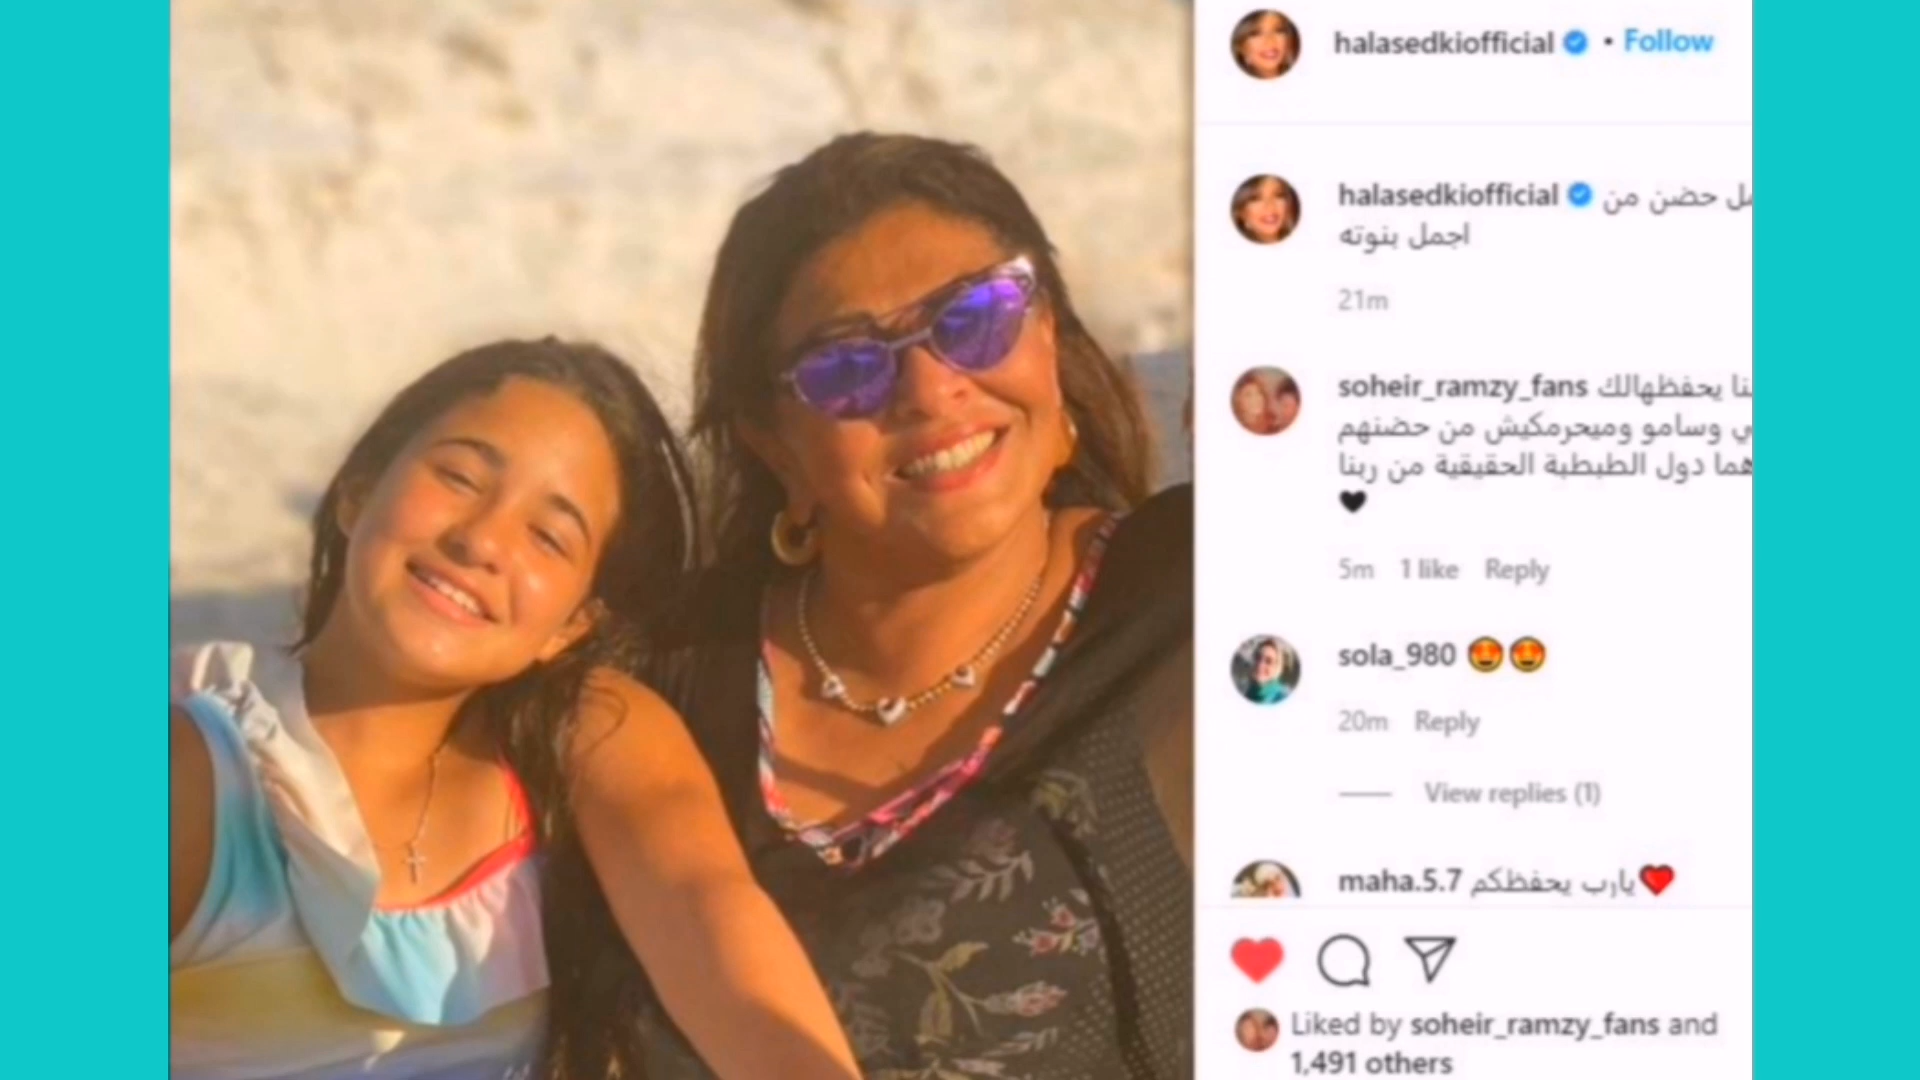 halasedkiofficial • Follow
halasedkiofficial حضن من
اجمل بنوته
21m
soheir_ramzy_fans يحفظهالك
وسامو وميحرمكيش من حضنهم
هما دول الطبطبة الحقيقية من ربنا
🖤
5m 1 like Reply
sola_980 🤩🤩
20m Reply
View replies (1)
maha.5.7 يارب يحفظكم❤️
Liked by soheir_ramzy_fans and
1,491 others